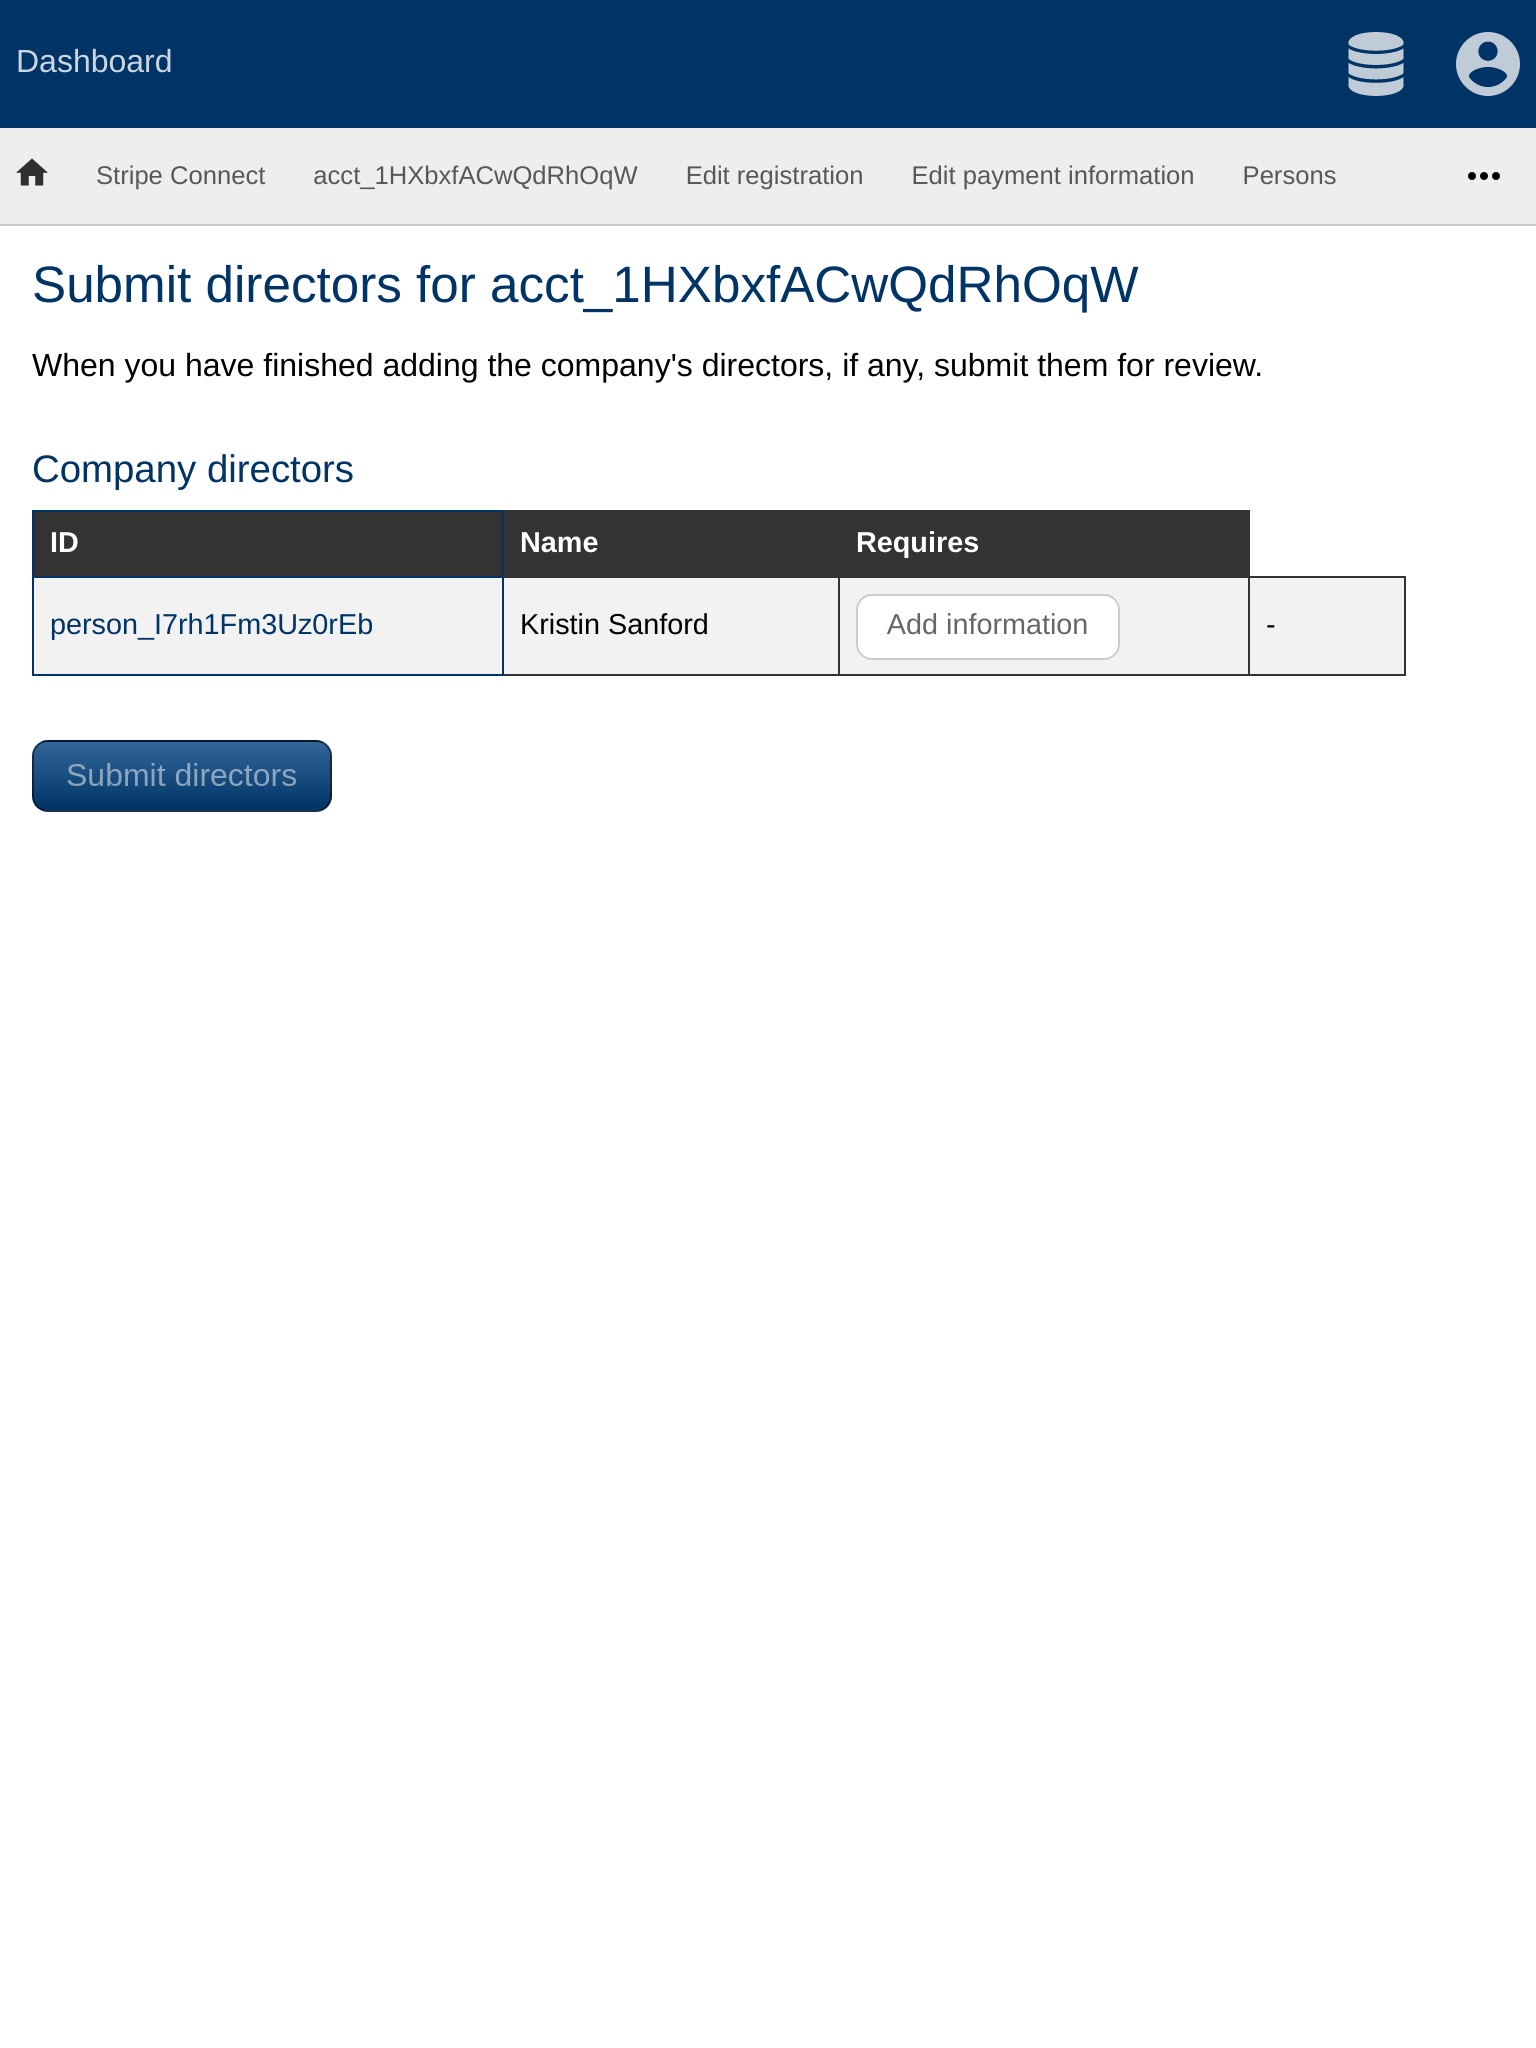 Dashboard
Stripe Connect acct_1HXbxfACwQdRhOqW Edit registration Edit payment information Persons
Submit directors for acct_1HXbxfACwQdRhOqW
When you have finished adding the company's directors, if any, submit them for review.
Company directors
ID Name Requires
person_I7rh1Fm3Uz0rEb Kristin Sanford Add information -
Submit directors